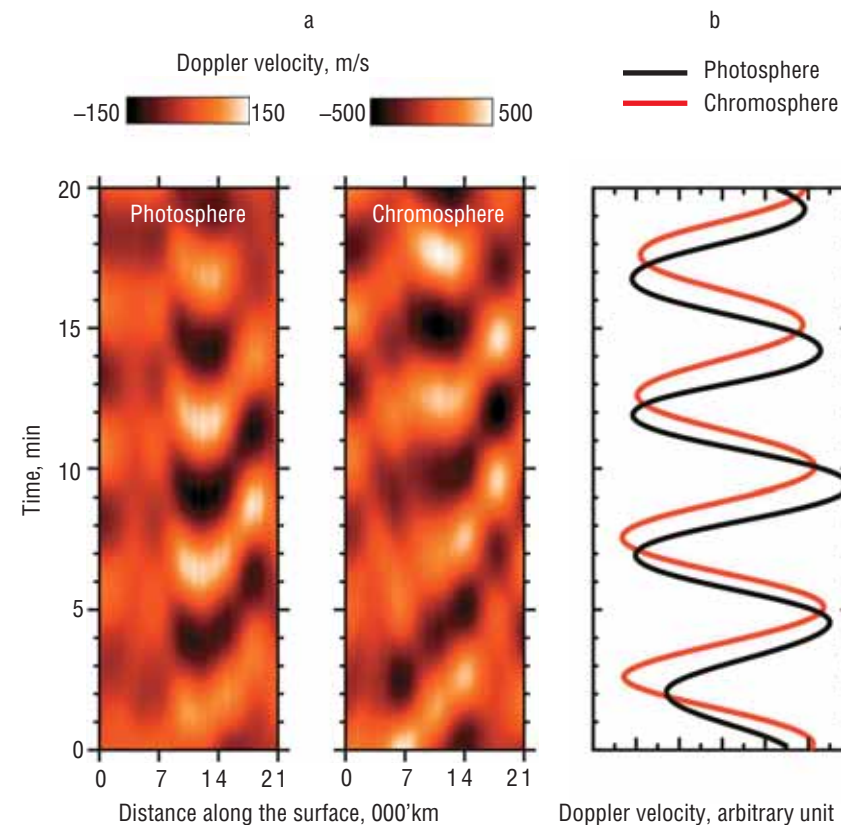 a
b
Doppler velocity, m/s
–150
150
–500
500
Photosphere
Chromosphere
20
15
10
5
0
Time, min
Photosphere
Chromosphere
0 7 14 21
0 7 14 21
Distance along the surface, 000'km
Doppler velocity, arbitrary unit